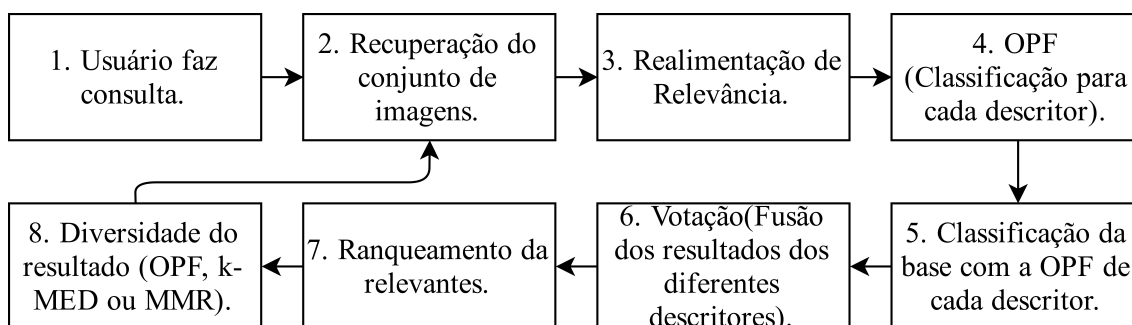 1. Usuário faz
consulta.
2. Recuperação do
conjunto de
imagens.
3. Realimentação de
Relevância.
4. OPF
(Classificação para
cada descritor).
5. Classificação da
base com a OPF de
cada descritor.
6. Votação(Fusão
dos resultados dos
diferentes
descritores).
7. Ranqueamento da
relevantes.
8. Diversidade do
resultado (OPF, k-
MED ou MMR).